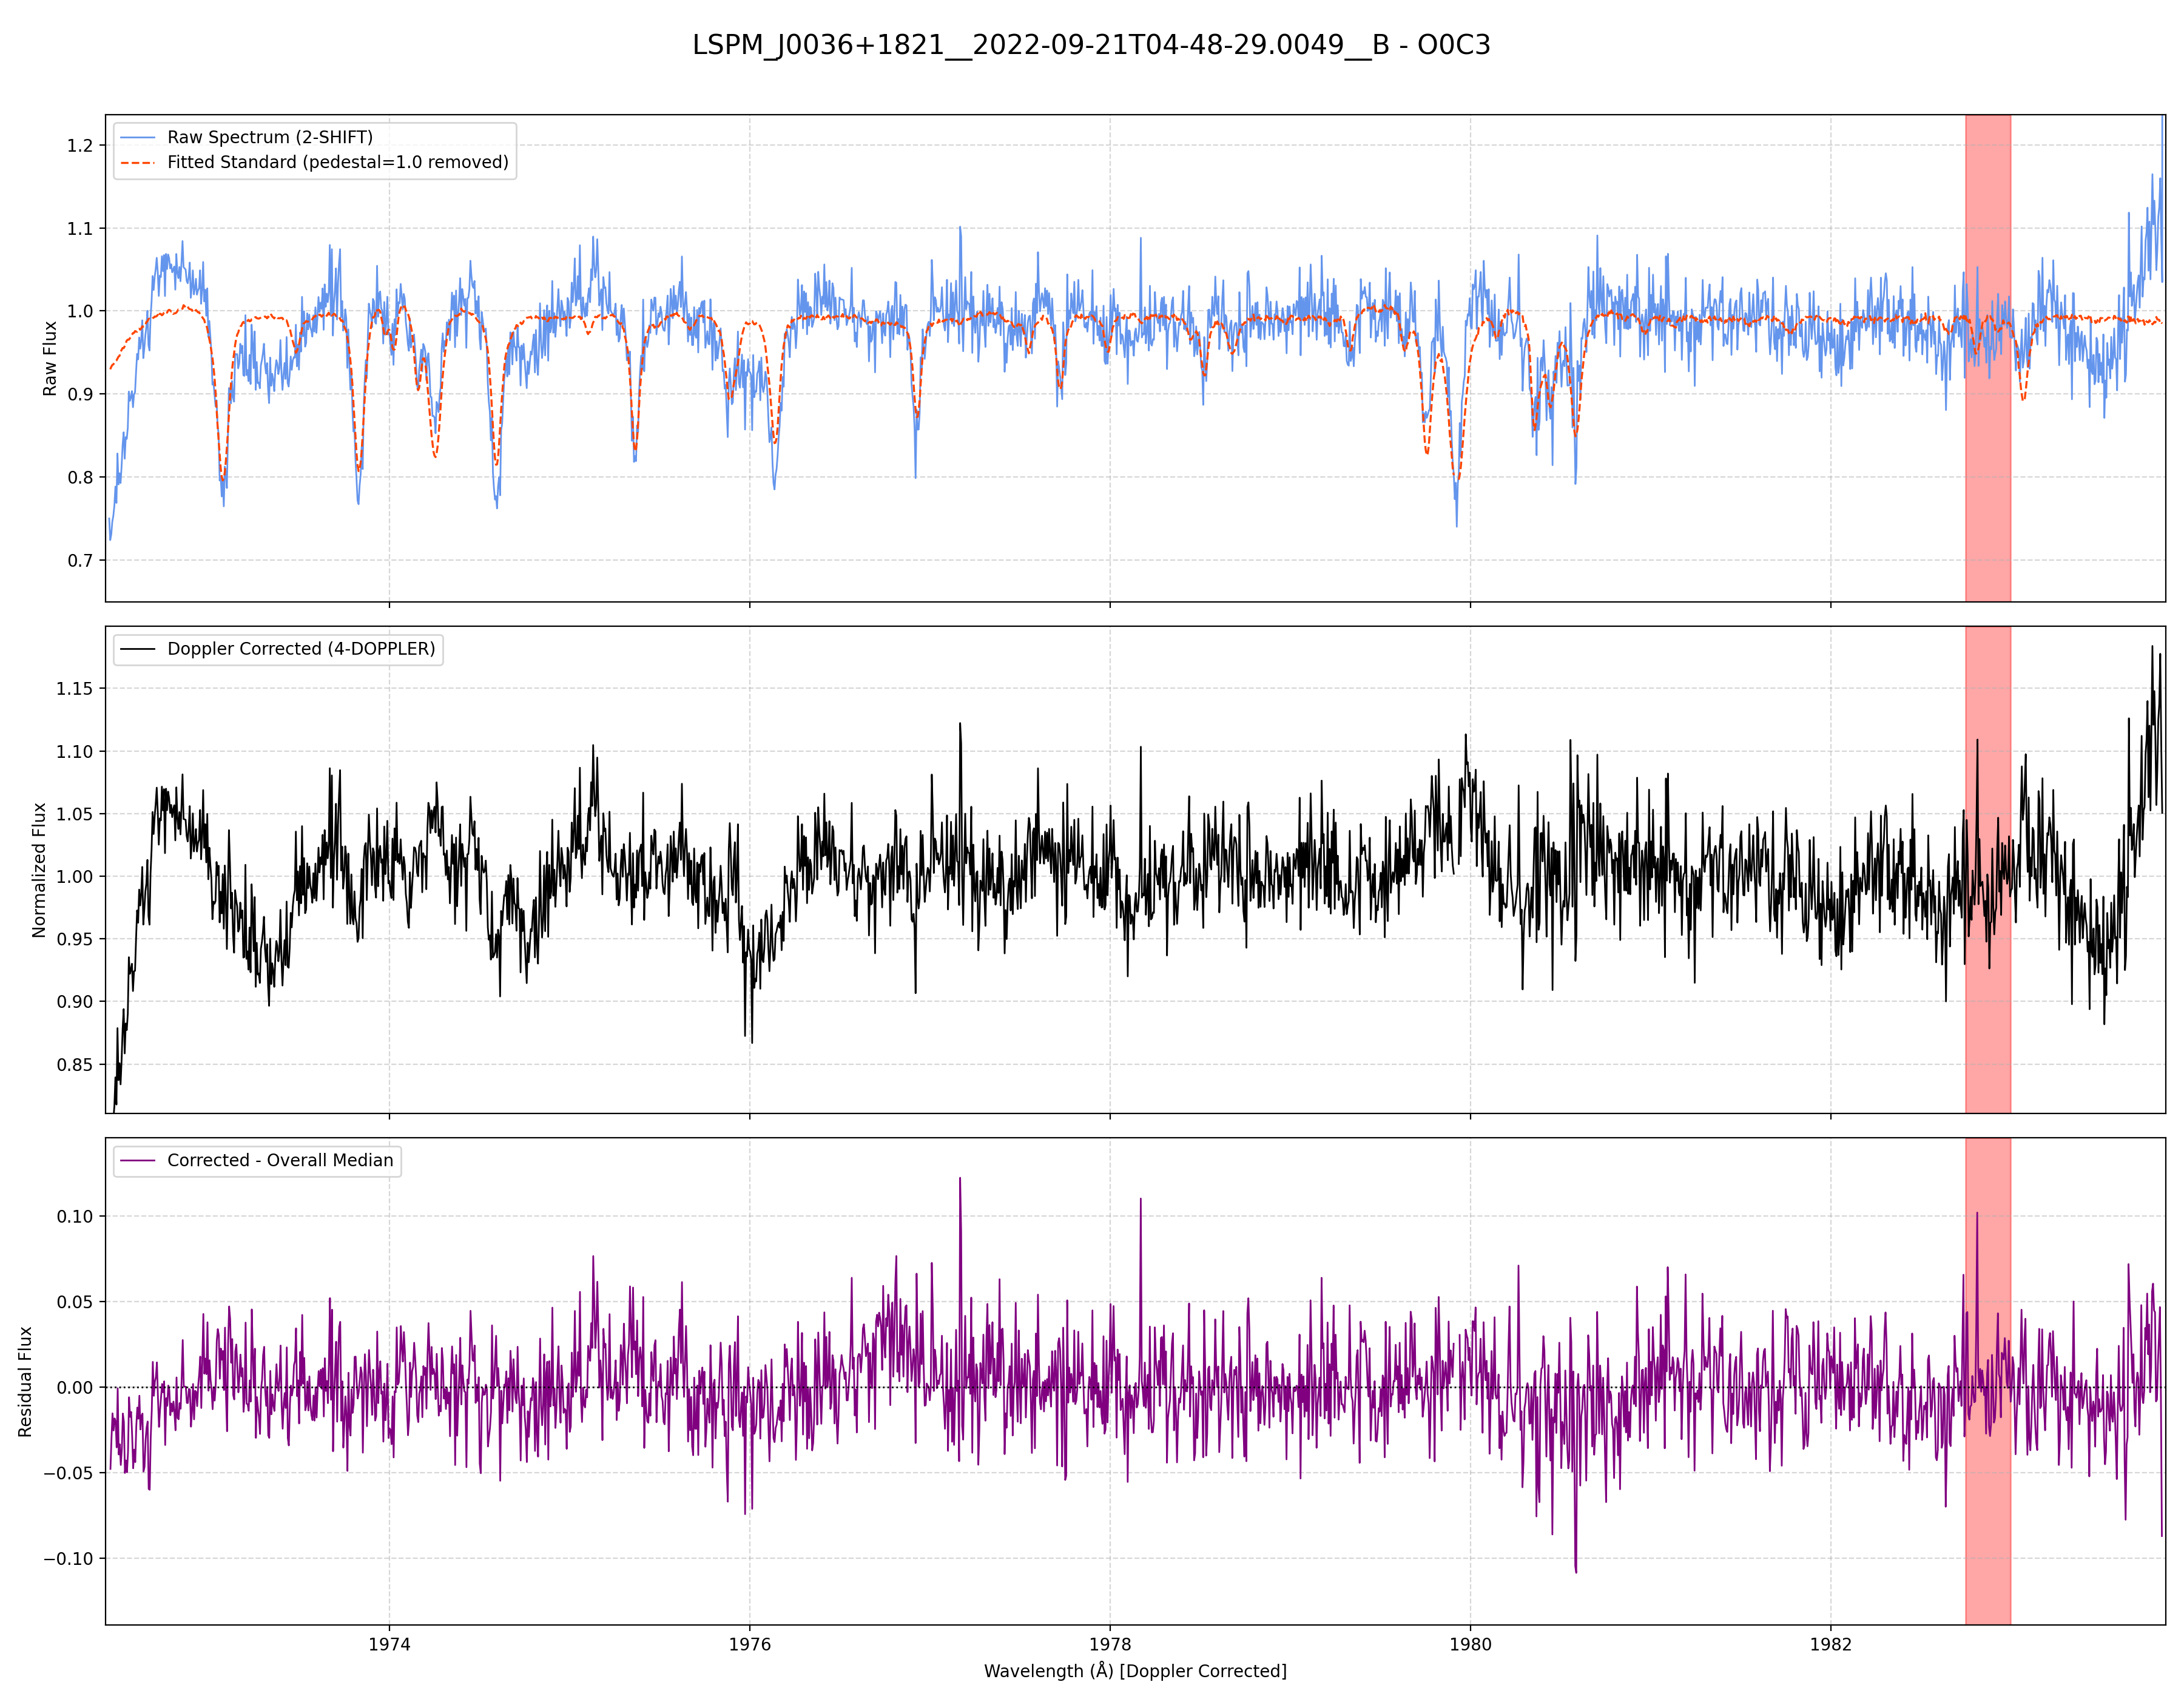 LSPM_J0036+1821__2022-09-21T04-48-29.0049__B - O0C3
Raw Spectrum (2-SHIFT)
Fitted Standard (pedestal=1.0 removed)
Raw Flux
1.2
1.1
1.0
0.9
0.8
0.7
Doppler Corrected (4-DOPPLER)
Normalized Flux
1.15
1.10
1.05
1.00
0.95
0.90
0.85
Corrected - Overall Median
Residual Flux
0.10
0.05
0.00
−0.05
−0.10
1974 1976 1978 1980 1982
Wavelength (Å) [Doppler Corrected]